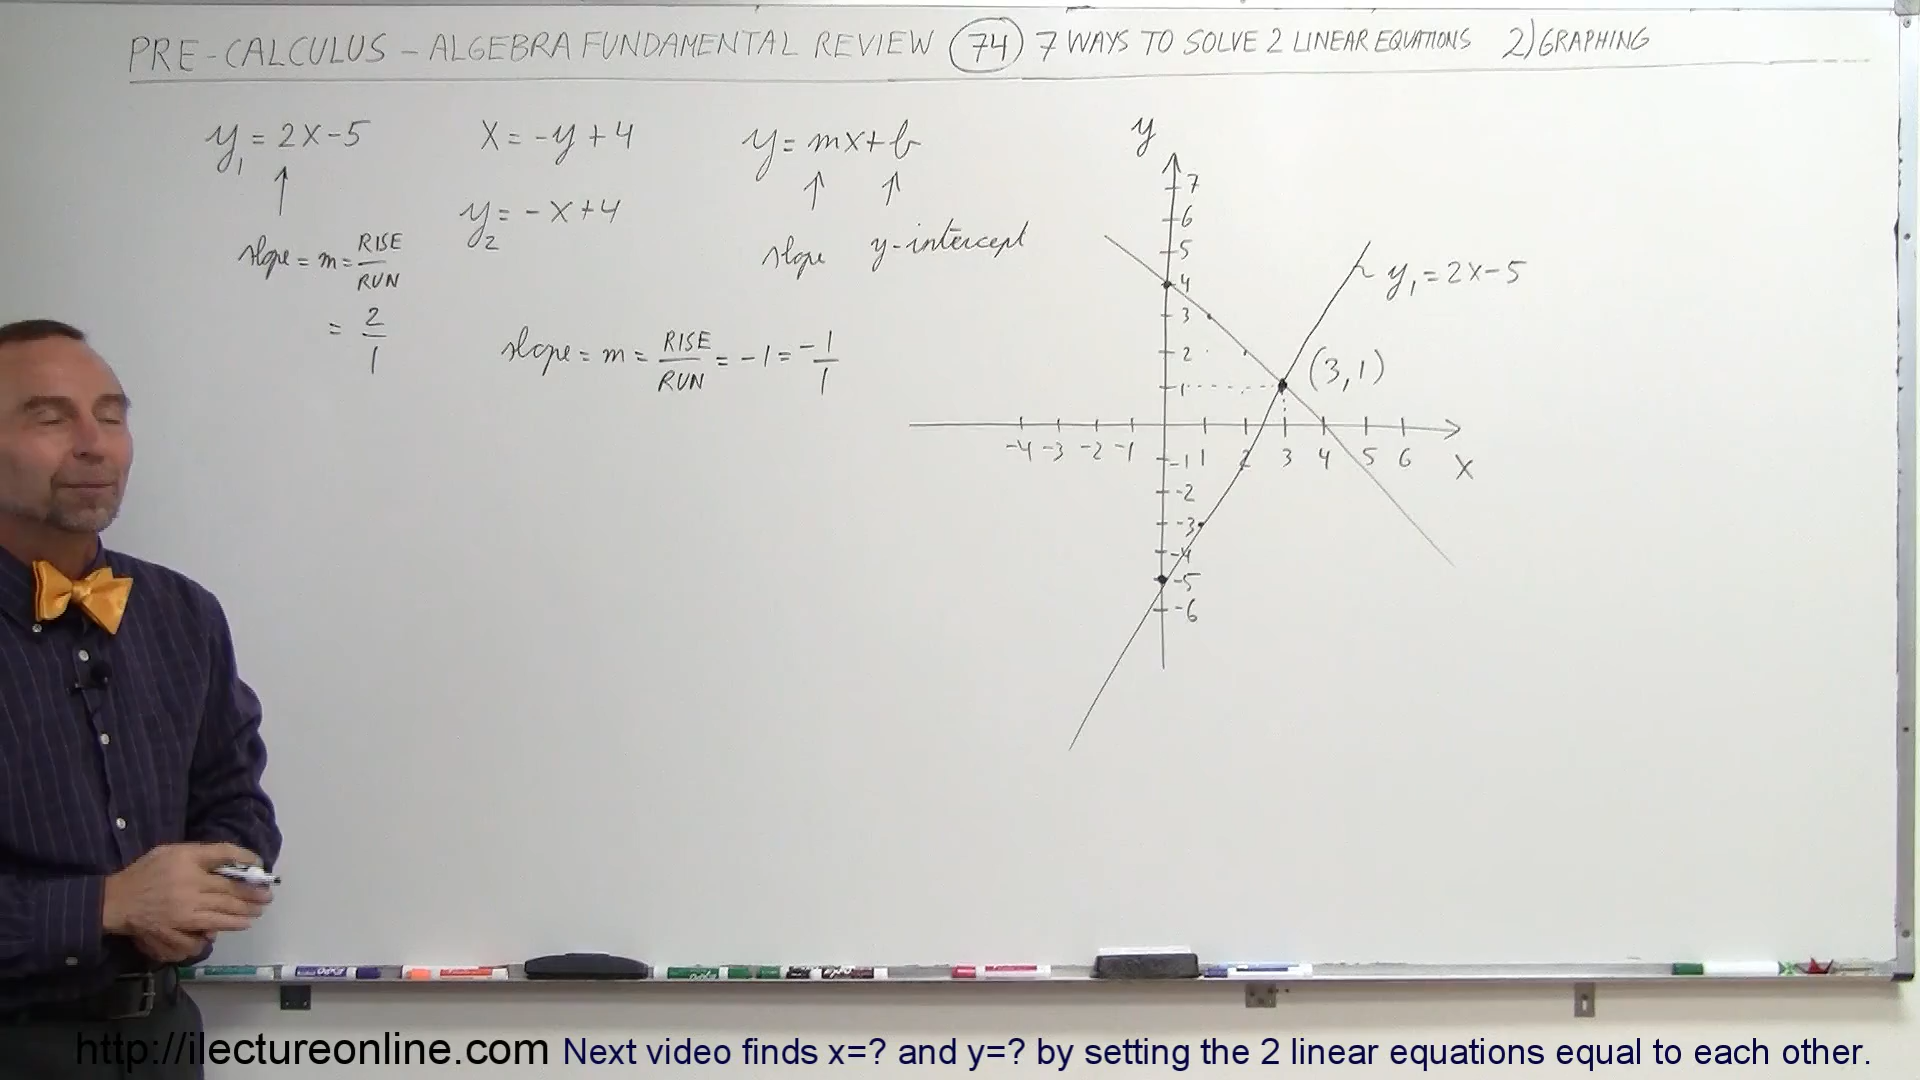 PRE-CALCULUS - ALGEBRA FUNDAMENTAL REVIEW 74 7 WAYS TO SOLVE 2 LINEAR EQUATIONS 2) GRAPHING
y₁ = 2x-5
slope = m = RISE/RUN
= 2/1
x = -y + 4
y₂ = -x+4
slope = m = RISE/RUN = -1 = -1/1
y = mx+b
slope y-intercept
y
7
6
5
4
3
2
1
y₁ = 2x-5
(3,1)
-4 -3 -2 -1 1 2 3 4 5 6
x
-1
-2
-3
-4
-5
-6
http://ilectureonline.com Next video finds x=? and y=? by setting the 2 linear equations equal to each other.